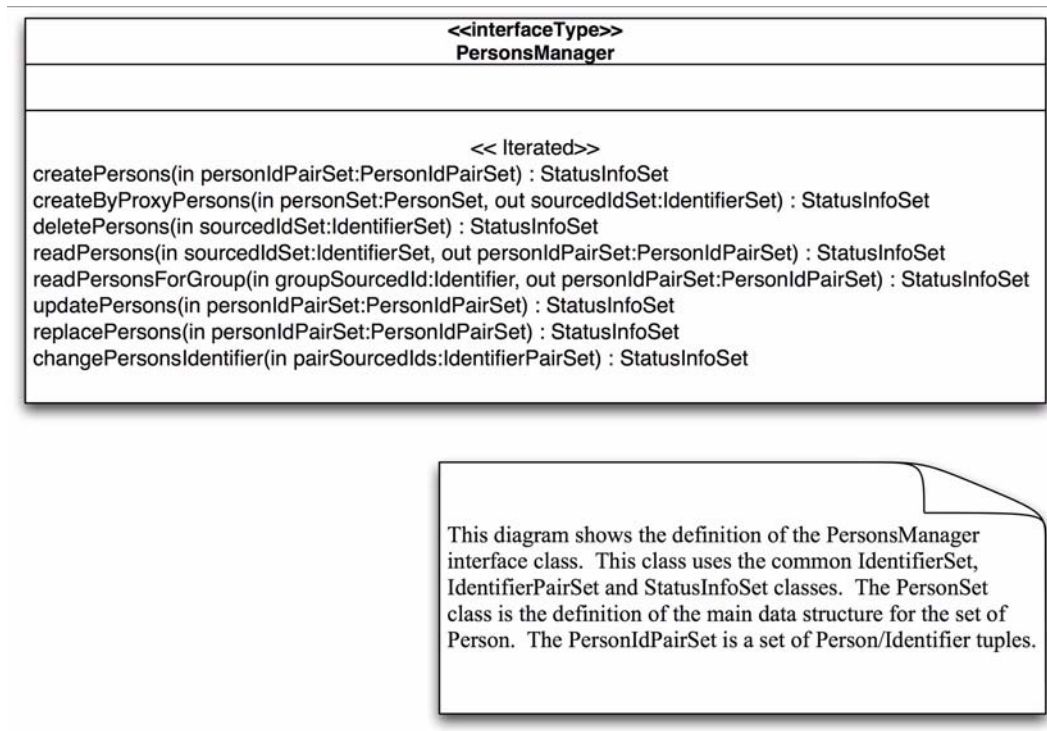 <<interfaceType>>
PersonsManager
<< Iterated>>
createPersons(in personIdPairSet:PersonIdPairSet) : StatusInfoSet
createByProxyPersons(in personSet:PersonSet, out sourcedIdSet:IdentifierSet) : StatusInfoSet
deletePersons(in sourcedIdSet:IdentifierSet) : StatusInfoSet
readPersons(in sourcedIdSet:IdentifierSet, out personIdPairSet:PersonIdPairSet) : StatusInfoSet
readPersonsForGroup(in groupSourcedId:Identifier, out personIdPairSet:PersonIdPairSet) : StatusInfoSet
updatePersons(in personIdPairSet:PersonIdPairSet) : StatusInfoSet
replacePersons(in personIdPairSet:PersonIdPairSet) : StatusInfoSet
changePersonsIdentifier(in pairSourcedIds:IdentifierPairSet) : StatusInfoSet
This diagram shows the definition of the PersonsManager
interface class.  This class uses the common IdentifierSet,
IdentifierPairSet and StatusInfoSet classes.  The PersonSet
class is the definition of the main data structure for the set of
Person.  The PersonIdPairSet is a set of Person/Identifier tuples.